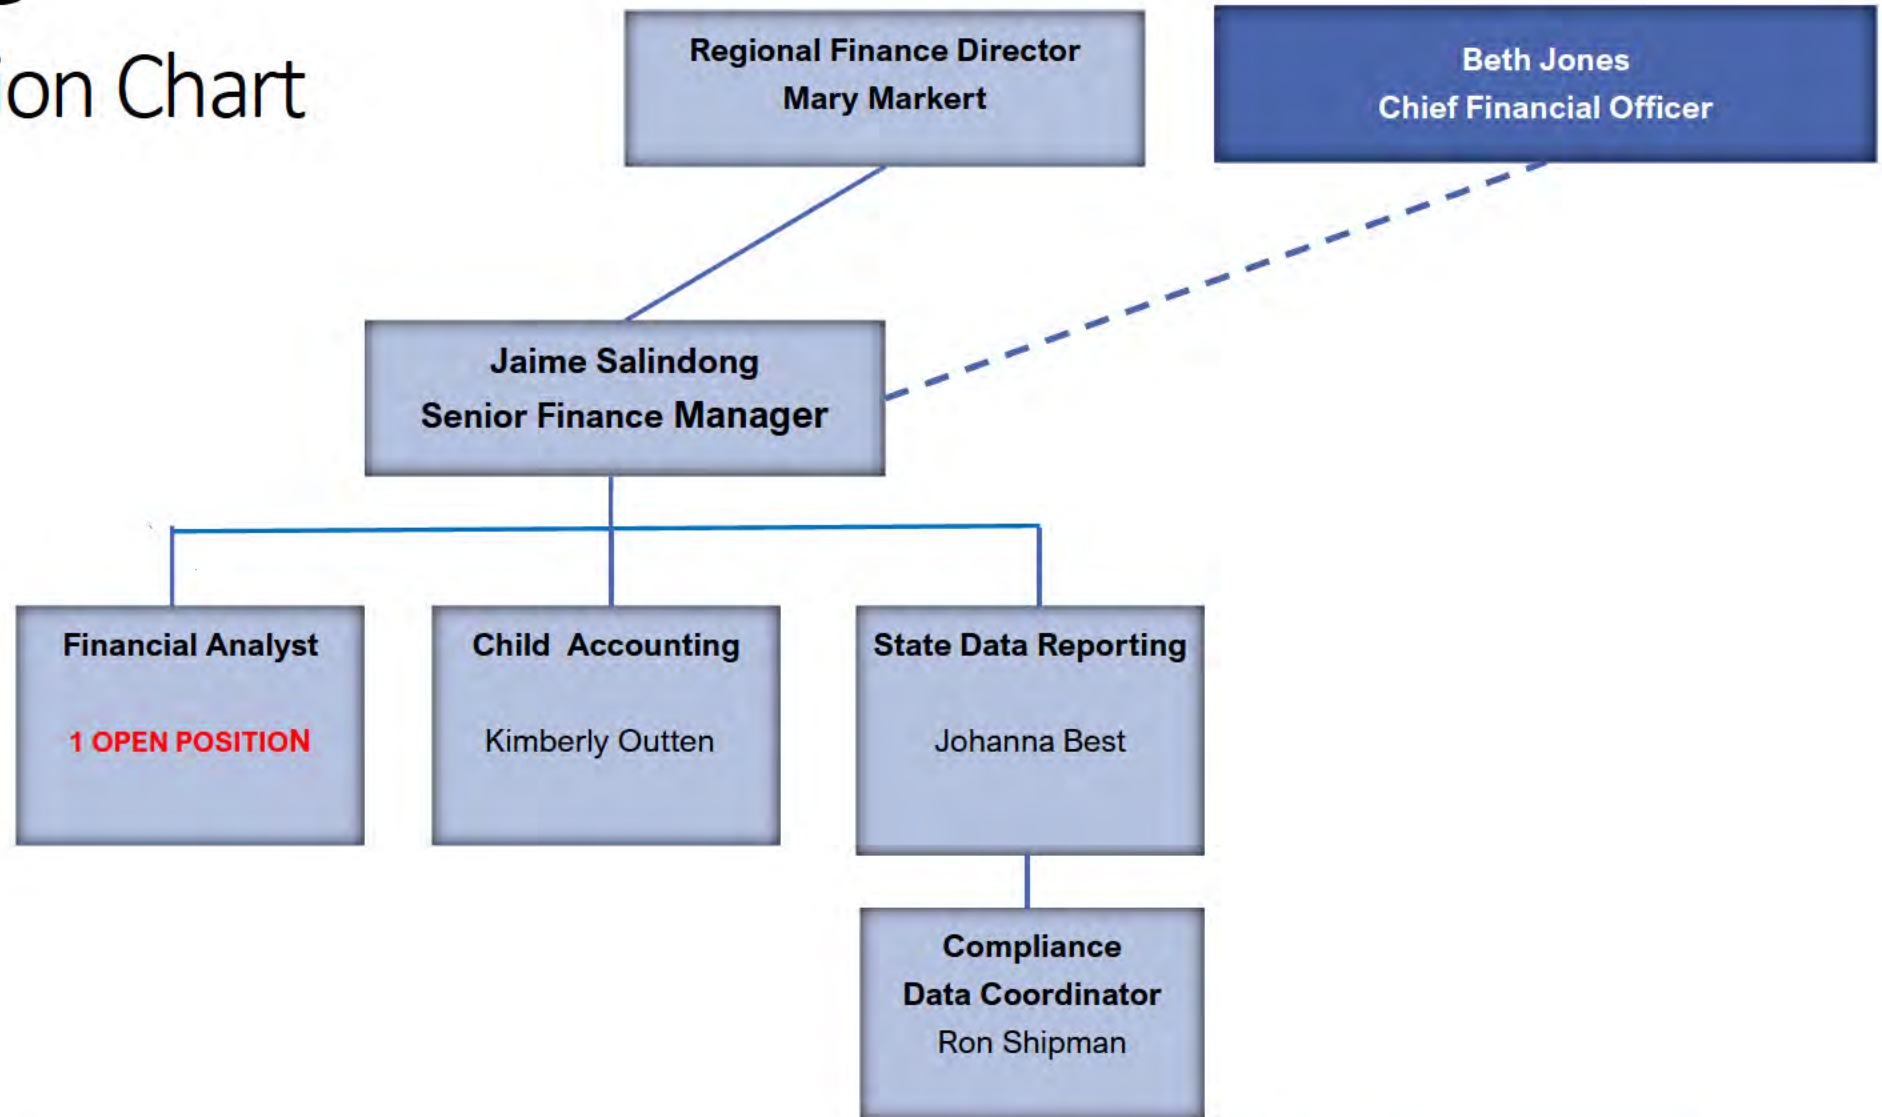 ion Chart
Regional Finance Director
Mary Markert
Beth Jones
Chief Financial Officer
Jaime Salindong
Senior Finance Manager
Financial Analyst
1 OPEN POSITION
Child  Accounting
Kimberly Outten
State Data Reporting
Johanna Best
Compliance
Data Coordinator
Ron Shipman